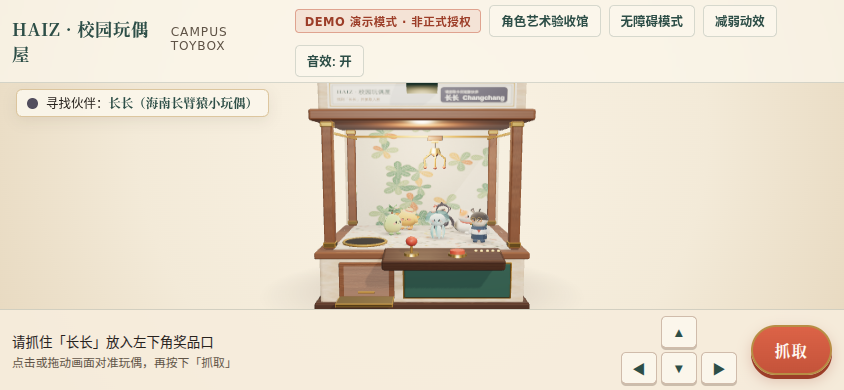 HAIZ · 校园玩偶屋
CAMPUS TOYBOX
DEMO 演示模式 · 非正式授权
角色艺术验收馆
无障碍模式
减弱动效
音效: 开
寻找伙伴: 长长（海南长臂猿小玩偶）
长长 Changchang
请抓住「长长」放入左下角奖品口
点击或拖动画面对准玩偶，再按下「抓取」
▲
◀ ▼ ▶
抓取